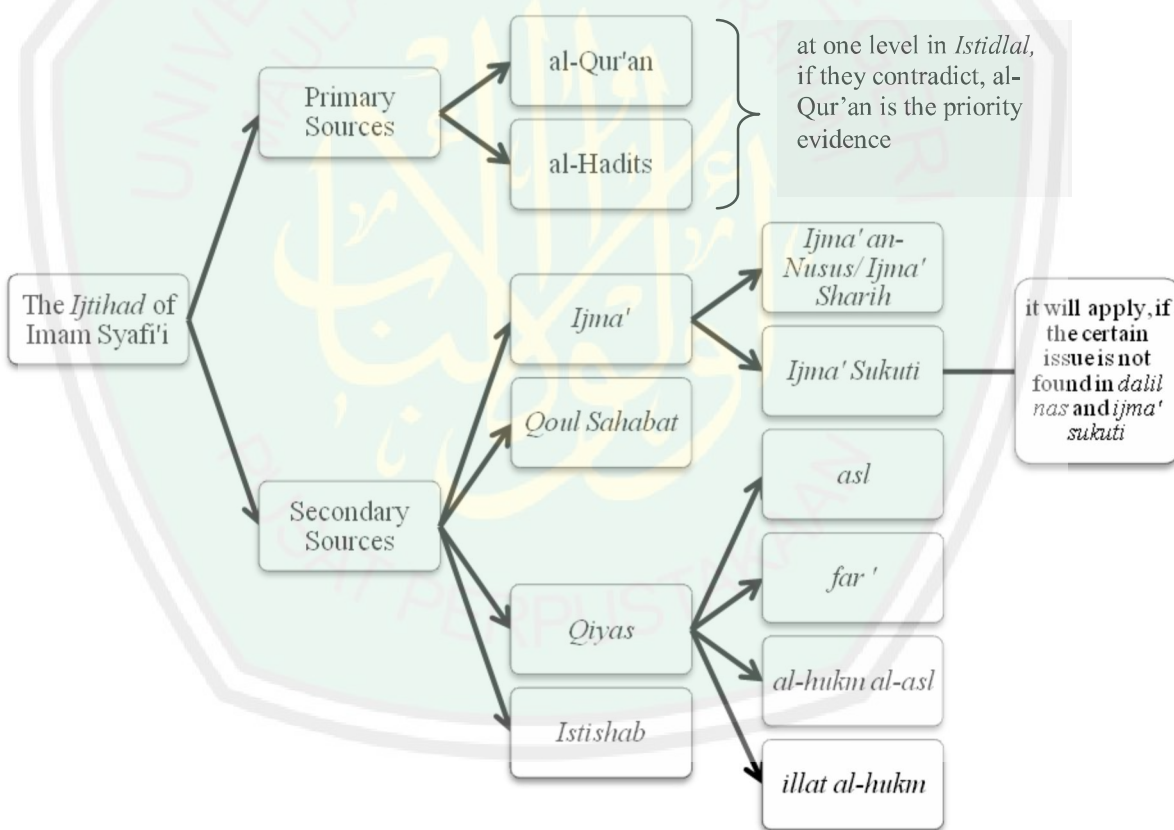 al-Qur'an
at one level in Istidlal,
if they contradict, al-
Qur’an is the priority
evidence
Primary
Sources
al-Hadits
Ijma' an-
Nusus/ Ijma'
Sharih
The Ijtihad of
Imam Syafi'i
Ijma'
it will apply, if
the certain
issue is not
found in dalil
nas and ijma'
sukuti
Ijma' Sukuti
Qoul Sahabat
asl
Secondary
Sources
far '
Qiyas
al-hukm al-asl
Istishab
illat al-hukm
PUSAT PERPUSTAKAAN